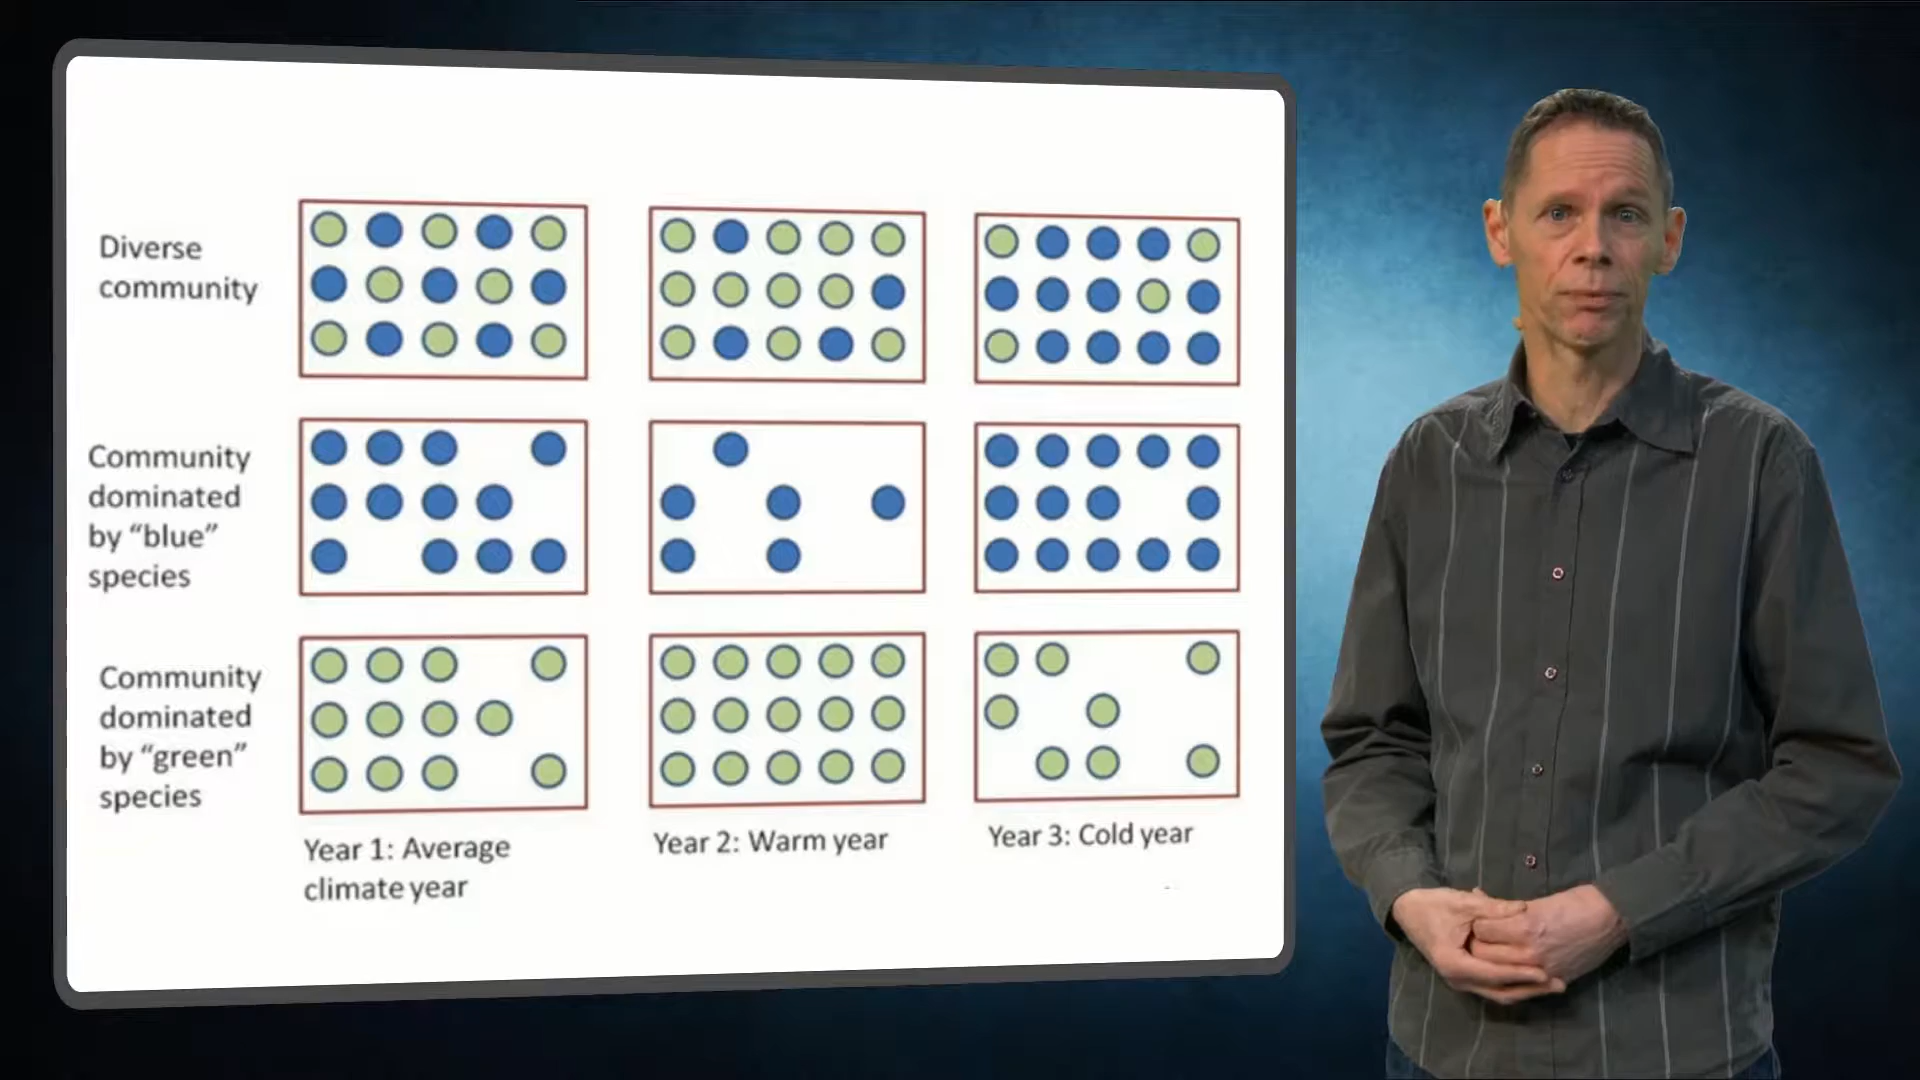 Diverse
community
Community
dominated
by “blue”
species
Community
dominated
by “green”
species
Year 1: Average
climate year
Year 2: Warm year
Year 3: Cold year